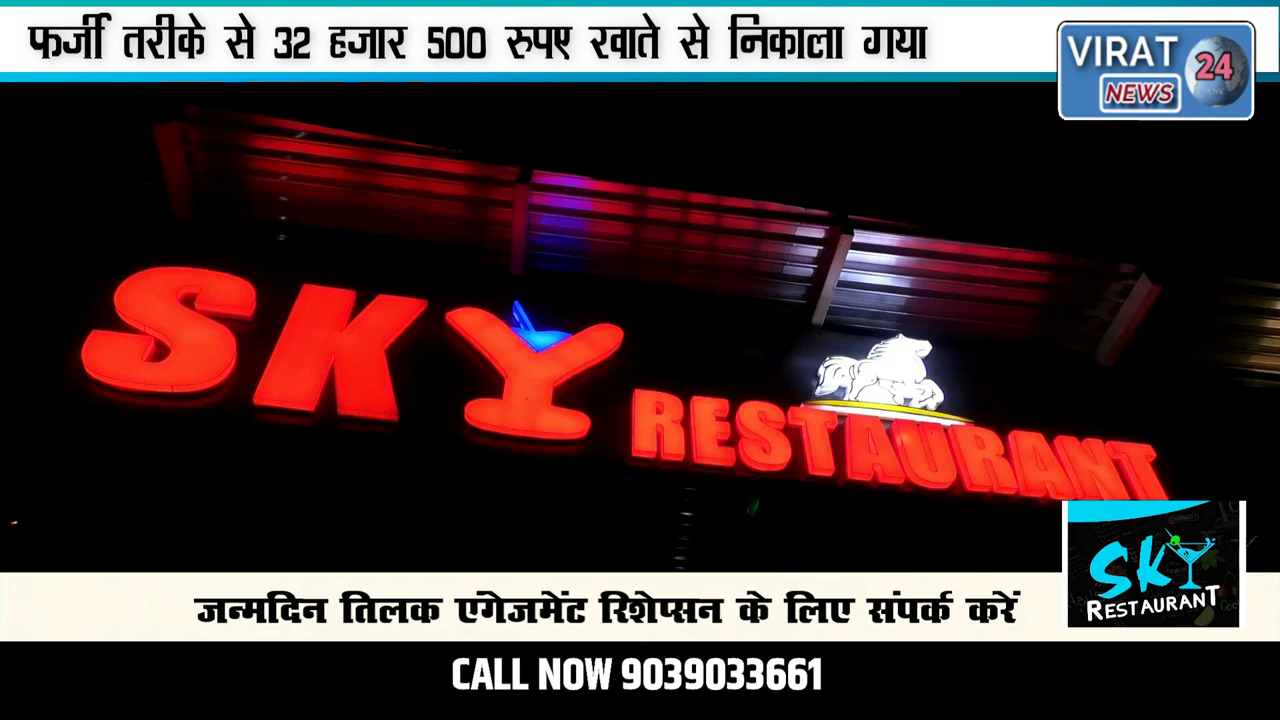 फर्जी तरीके से 32 हजार 500 रुपए खाते से निकाला गया
VIRAT 24
NEWS
SKY RESTAURANT
SKY
RESTAURANT
जन्मदिन तिलक एंगेजमेंट रिशेप्सन के लिए संपर्क करें
CALL NOW 9039033661